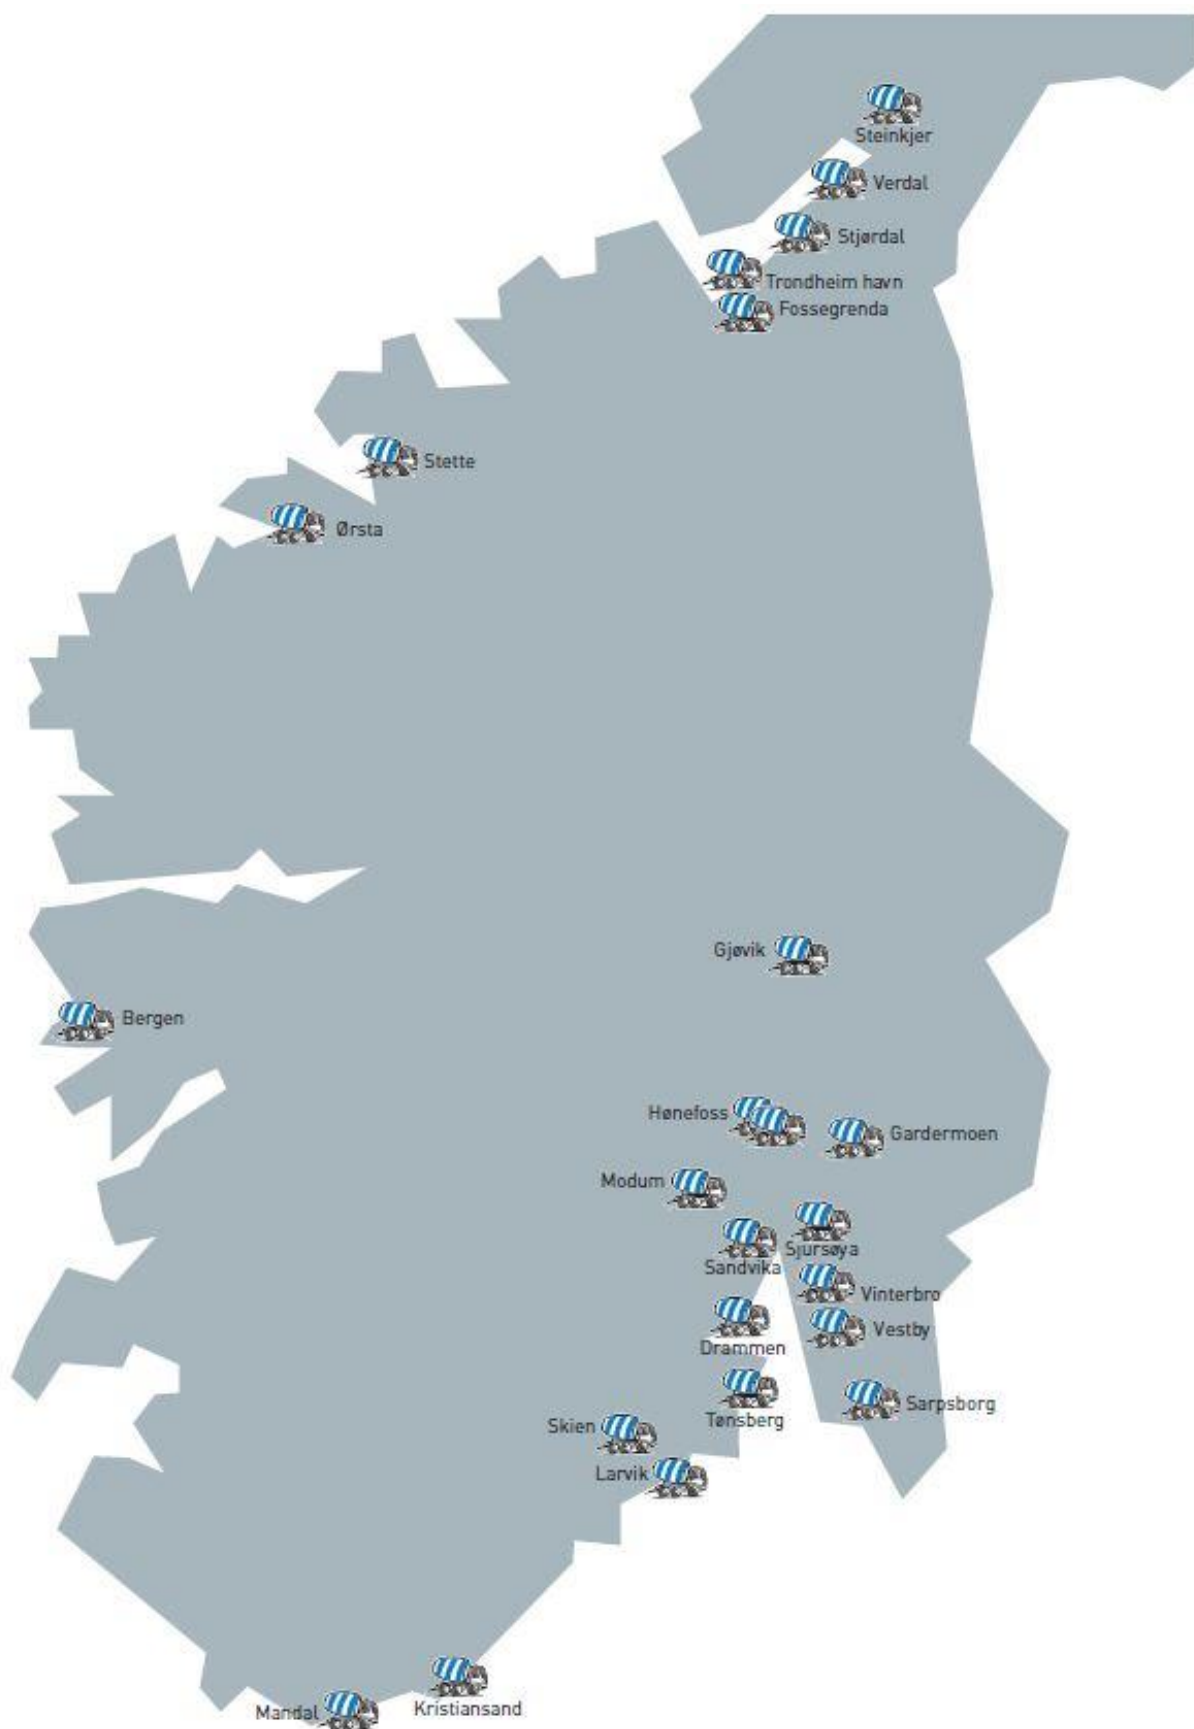 Steinkjer
Verdal
Stjørdal
Trondheim havn
Fossegrenda
Stette
Ørsta
Gjøvik
Bergen
Hønefoss
Gardermoen
Modum
Sjursøya
Sandvika
Vinterbro
Vestby
Drammen
Sarpsborg
Tønsberg
Skien
Larvik
Kristiansand
Mandal